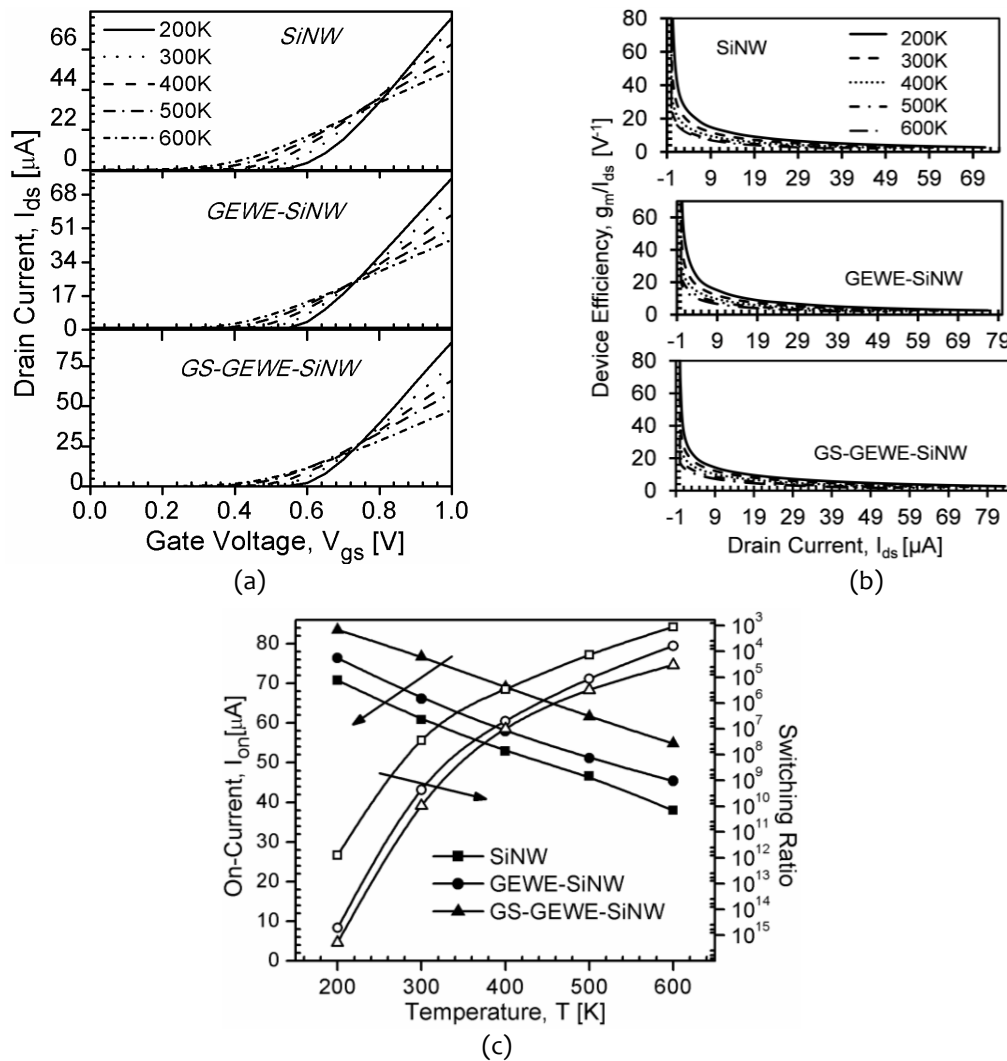 SiNW
200K
300K
400K
500K
600K
66
44
22
0
GEWE-SiNW
68
51
34
17
0
GS-GEWE-SiNW
75
50
25
0
Drain Current, Ids [μA]
0.0 0.2 0.4 0.6 0.8 1.0
Gate Voltage, Vgs [V]
(a)
SiNW
200K
300K
400K
500K
600K
80
60
40
20
0
-1 9 19 29 39 49 59 69
GEWE-SiNW
60
40
20
0
-1 9 19 29 39 49 59 69 79
GS-GEWE-SiNW
80
60
40
20
0
-1 9 19 29 39 49 59 69 79
Device Efficiency, gm/Ids [V-1]
Drain Current, Ids [μA]
(b)
On-Current, Ion[μA]
80
70
60
50
40
30
20
10
0
SiNW
GEWE-SiNW
GS-GEWE-SiNW
10^3
10^4
10^5
10^6
10^7
10^8
10^9
10^10
10^11
10^12
10^13
10^14
10^15
Switching Ratio
200 300 400 500 600
Temperature, T [K]
(c)